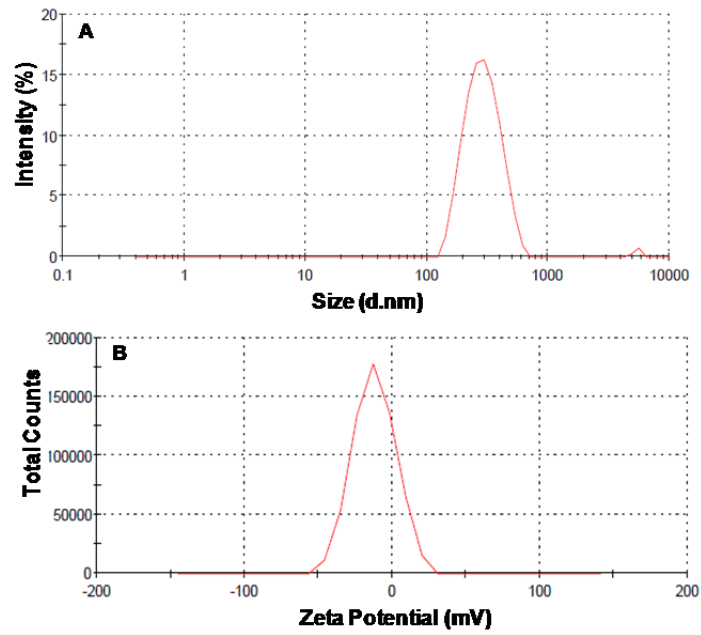 A
Intensity (%)
20
15
10
5
0
0.1 1 10 100 1000 10000
Size (d.nm)
B
Total Counts
200000
150000
100000
50000
0
-200 -100 0 100 200
Zeta Potential (mV)